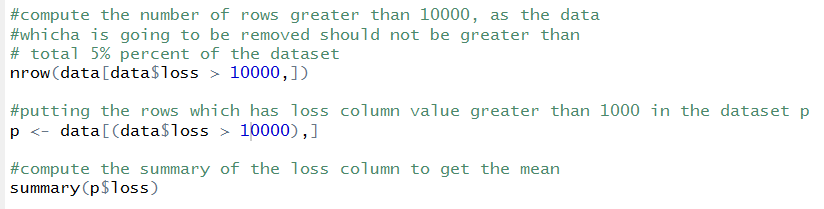 #compute the number of rows greater than 10000, as the data
#whicha is going to be removed should not be greater than
# total 5% percent of the dataset
nrow(data[data$loss > 10000,])
#putting the rows which has loss column value greater than 1000 in the dataset p
p <- data[(data$loss > 10000),]
#compute the summary of the loss column to get the mean
summary(p$loss)